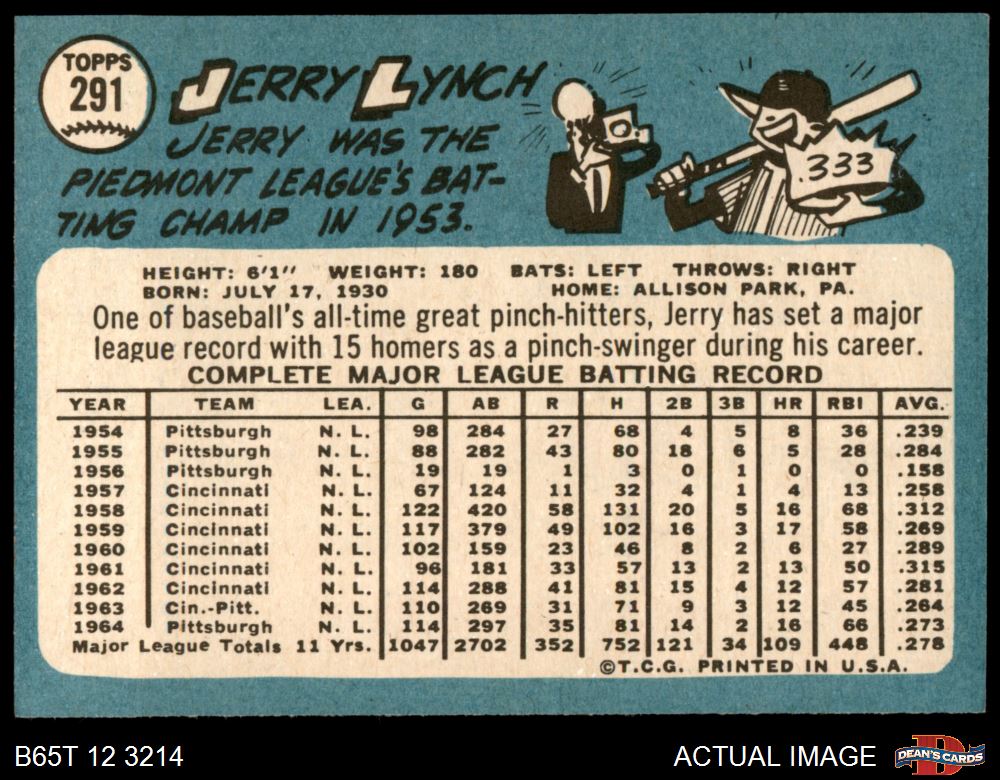 TOPPS
291
JERRY LYNCH
JERRY WAS THE
PIEDMONT LEAGUE'S BAT-
TING CHAMP IN 1953.
.333
HEIGHT: 6'1" WEIGHT: 180 BATS: LEFT THROWS: RIGHT
BORN: JULY 17, 1930 HOME: ALLISON PARK, PA.
One of baseball's all-time great pinch-hitters, Jerry has set a major
league record with 15 homers as a pinch-swinger during his career.
COMPLETE MAJOR LEAGUE BATTING RECORD
YEAR TEAM LEA. G AB R H 2B 3B HR RBI AVG.
1954 Pittsburgh N. L. 98 284 27 68 4 5 8 36 .239
1955 Pittsburgh N. L. 88 282 43 80 18 6 5 28 .284
1956 Pittsburgh N. L. 19 19 1 3 0 1 0 0 .158
1957 Cincinnati N. L. 67 124 11 32 4 1 4 13 .258
1958 Cincinnati N. L. 122 420 58 131 20 5 16 68 .312
1959 Cincinnati N. L. 117 379 49 102 16 3 17 58 .269
1960 Cincinnati N. L. 102 159 23 46 8 2 6 27 .289
1961 Cincinnati N. L. 96 181 33 57 13 2 13 50 .315
1962 Cincinnati N. L. 114 288 41 81 15 4 12 57 .281
1963 Cin.-Pitt. N. L. 110 269 31 71 9 3 12 45 .264
1964 Pittsburgh N. L. 114 297 35 81 14 2 16 66 .273
Major League Totals 11 Yrs. 1047 2702 352 752 121 34 109 448 .278
©T.C.G. PRINTED IN U.S.A.
B65T 12 3214 ACTUAL IMAGE DEAN'S CARDS